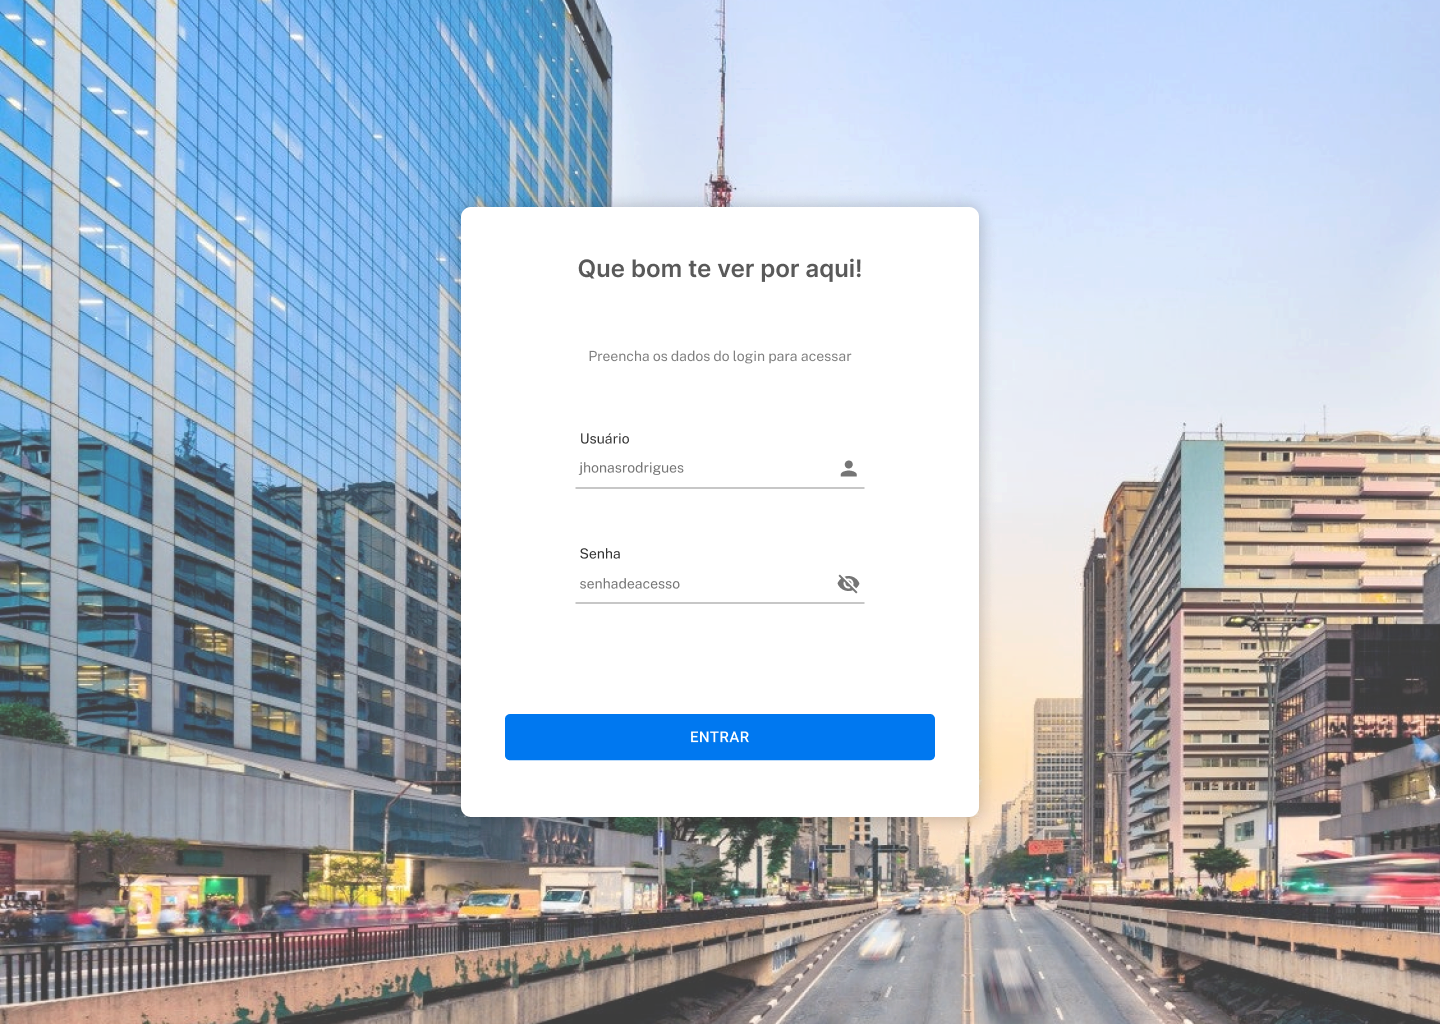 Que bom te ver por aqui!
Preencha os dados do login para acessar
Usuário
jhonasrodrigues
Senha
senhadeacesso
ENTRAR